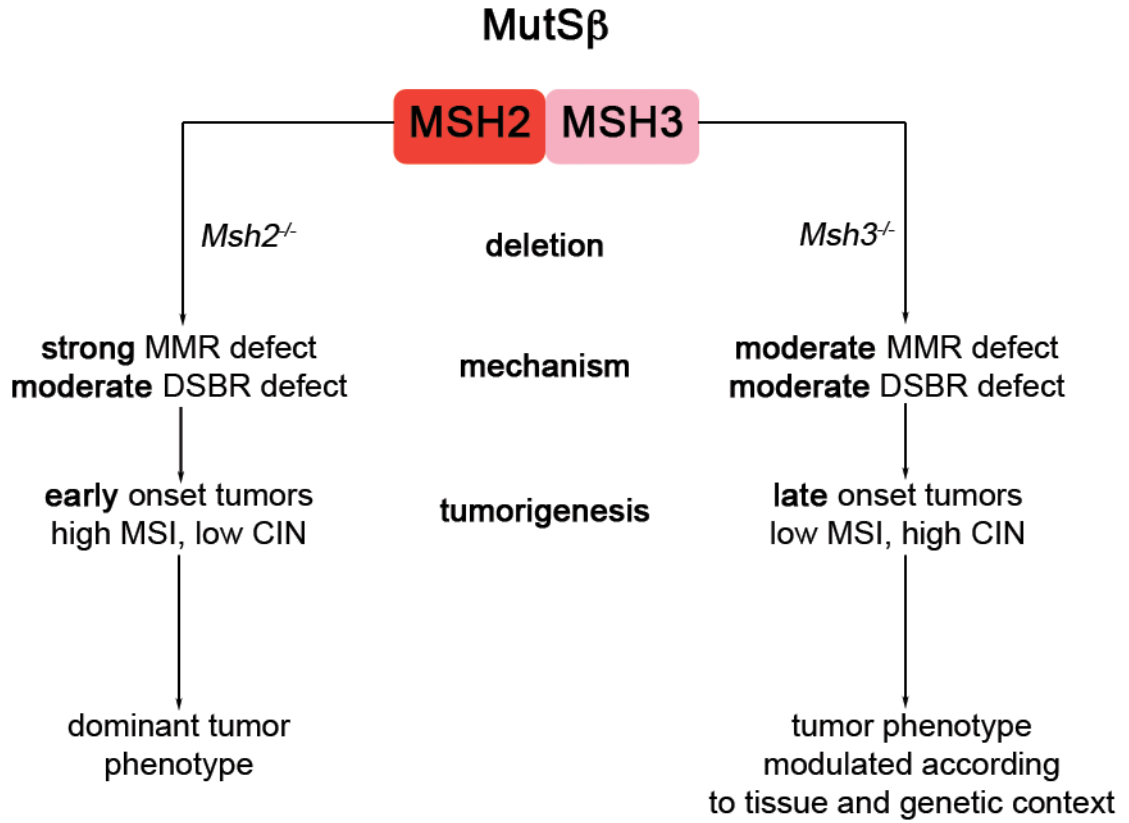 MutSβ
MSH2 MSH3
Msh2-/-
deletion
Msh3-/-
strong MMR defect
moderate DSBR defect
mechanism
moderate MMR defect
moderate DSBR defect
early onset tumors
high MSI, low CIN
tumorigenesis
late onset tumors
low MSI, high CIN
dominant tumor
phenotype
tumor phenotype
modulated according
to tissue and genetic context